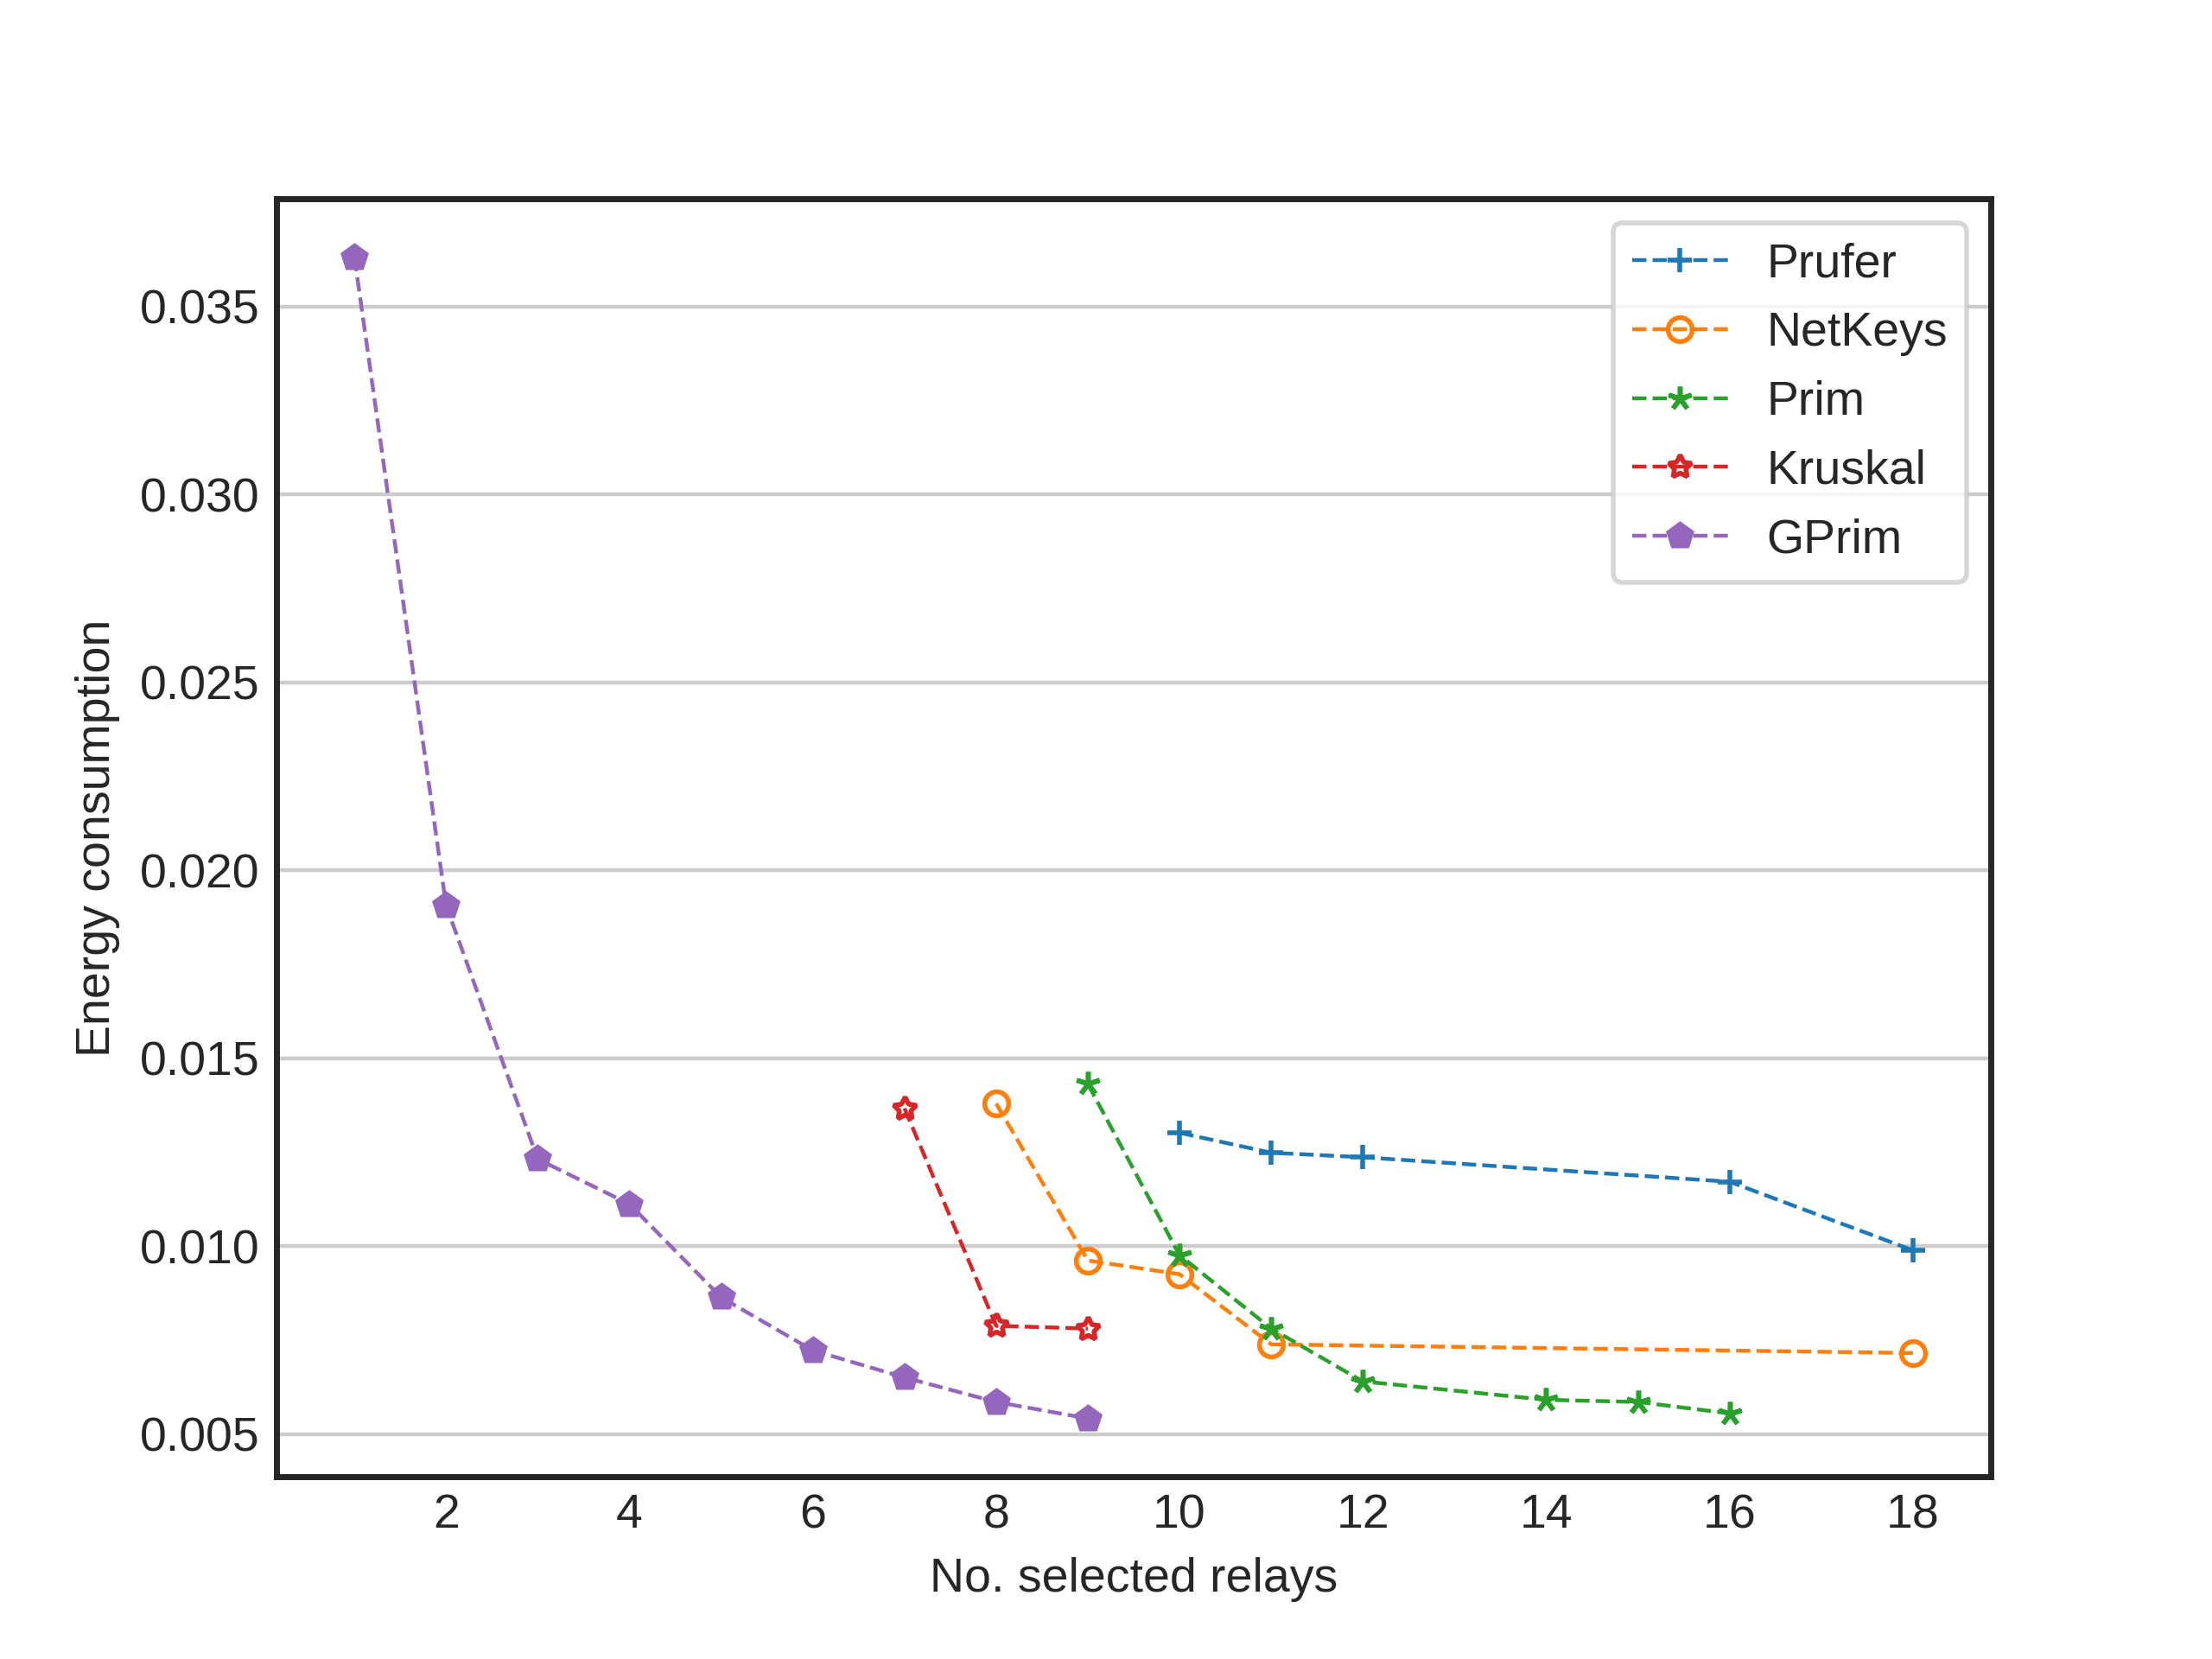 Prufer
NetKeys
Prim
Kruskal
GPrim
0.035
0.030
0.025
0.020
0.015
0.010
0.005
Energy consumption
2 4 6 8 10 12 14 16 18
No. selected relays